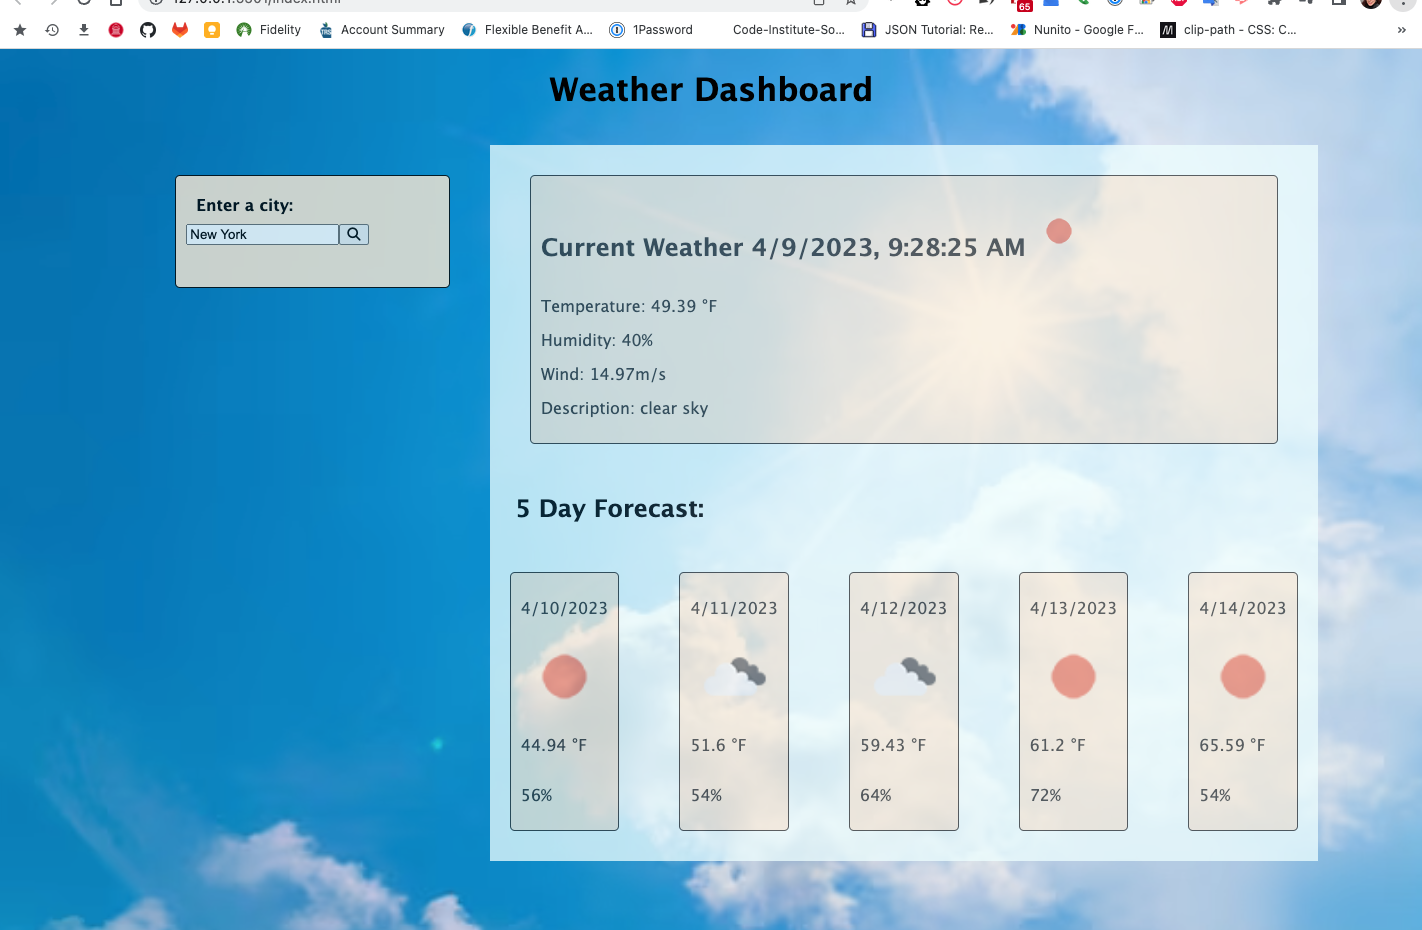 65
Fidelity
Account Summary
Flexible Benefit A...
1Password
Code-Institute-So...
JSON Tutorial: Re...
Nunito - Google F...
clip-path - CSS: C...
»
Weather Dashboard
Enter a city:
New York
Current Weather 4/9/2023, 9:28:25 AM
Temperature: 49.39 °F
Humidity: 40%
Wind: 14.97m/s
Description: clear sky
5 Day Forecast:
4/10/2023
44.94 °F
56%
4/11/2023
51.6 °F
54%
4/12/2023
59.43 °F
64%
4/13/2023
61.2 °F
72%
4/14/2023
65.59 °F
54%